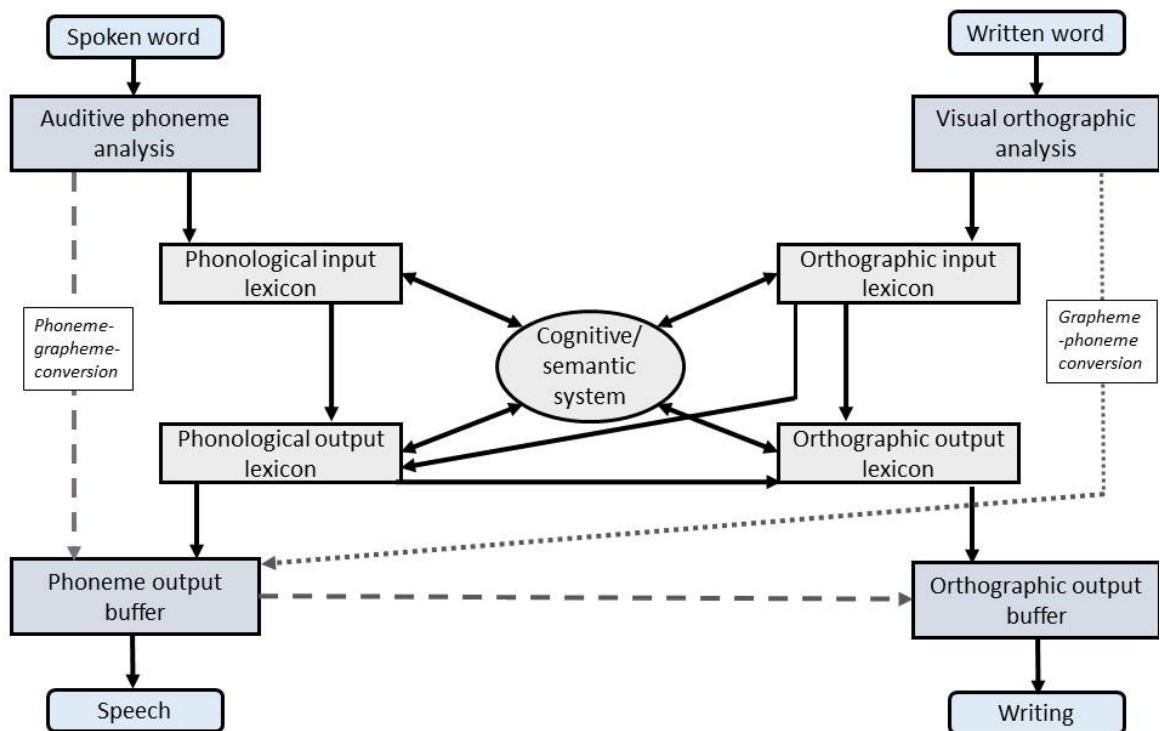 Spoken word
Written word
Auditive phoneme
analysis
Visual orthographic
analysis
Phonological input
lexicon
Orthographic input
lexicon
Phoneme-
grapheme-
conversion
Cognitive/
semantic
system
Grapheme
-phoneme
conversion
Phonological output
lexicon
Orthographic output
lexicon
Phoneme output
buffer
Orthographic output
buffer
Speech
Writing